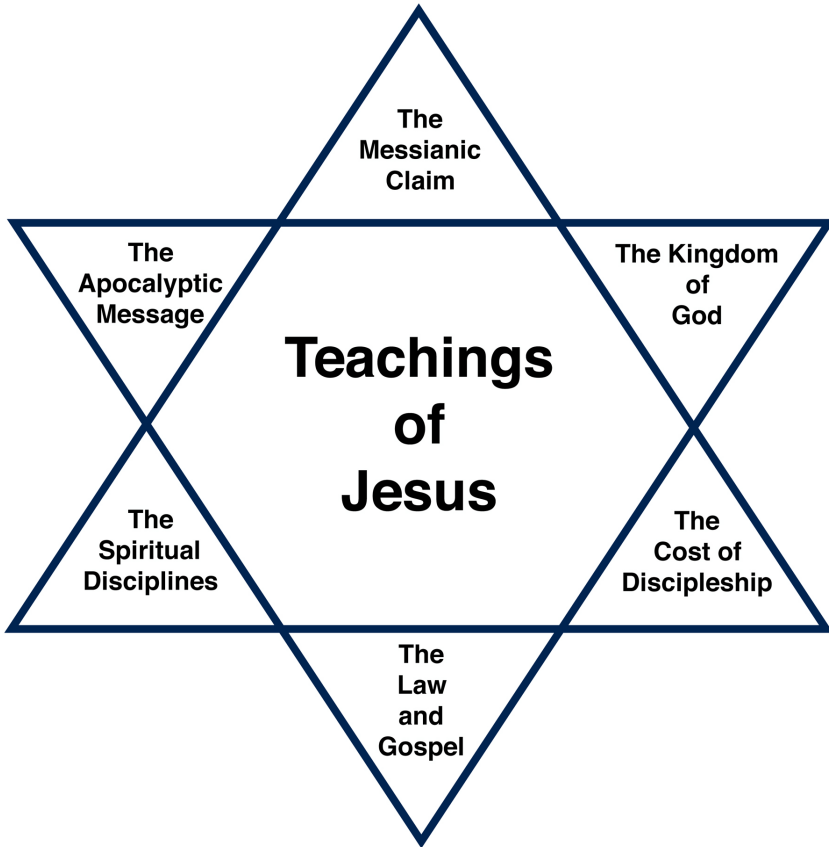 The
Messianic
Claim
The
Apocalyptic
Message
The Kingdom
of
God
Teachings
of
Jesus
The
Spiritual
Disciplines
The
Cost of
Discipleship
The
Law
and
Gospel